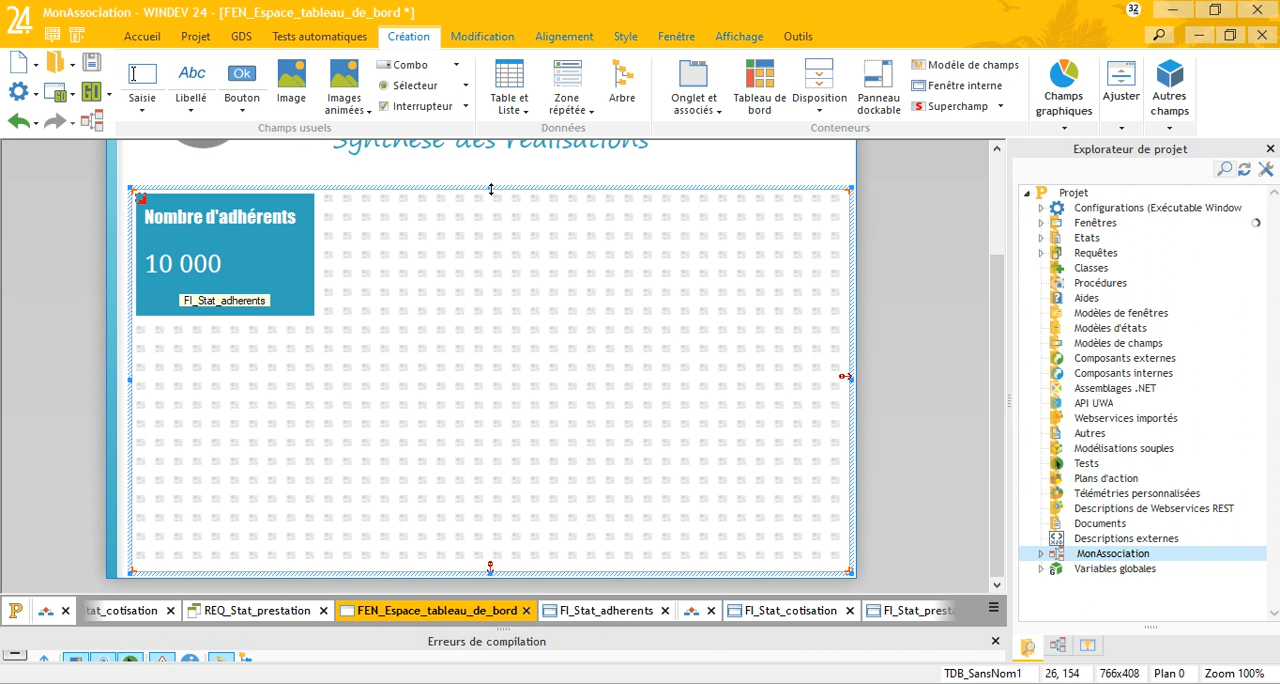 24
MonAssociation - WINDEV 24 - [FEN_Espace_tableau_de_bord *]
32
Accueil Projet GDS Tests automatiques Création Modification Alignement Style Fenêtre Affichage Outils
Saisie
Abc Libellé
Ok Bouton
Image
Images animées
Combo
Sélecteur
Interrupteur
Table et Liste
Zone répétée
Arbre
Onglet et associés
Tableau de bord
Disposition
Panneau dockable
Modèle de champs
Fenêtre interne
S Superchamp
Champs graphiques
Ajuster
Autres champs
GO GO
Champs usuels Données Conteneurs
Synthèse des réalisations
Nombre d'adhérents
10 000
FI_Stat_adherents
Explorateur de projet
Projet
Configurations (Exécutable Window
Fenêtres
Etats
Requêtes
Classes
Procédures
Aides
Modèles de fenêtres
Modèles d'états
Modèles de champs
Composants externes
Composants internes
Assemblages .NET
API UWA
Webservices importés
Autres
Modélisations souples
Tests
Plans d'action
Télémétries personnalisées
Descriptions de Webservices REST
Documents
Descriptions externes
MonAssociation
Variables globales
tat_cotisation REQ_Stat_prestation FEN_Espace_tableau_de_bord FI_Stat_adherents FI_Stat_cotisation FI_Stat_prest
Erreurs de compilation
TDB_SansNom1 26, 154 766x408 Plan 0 Zoom 100%